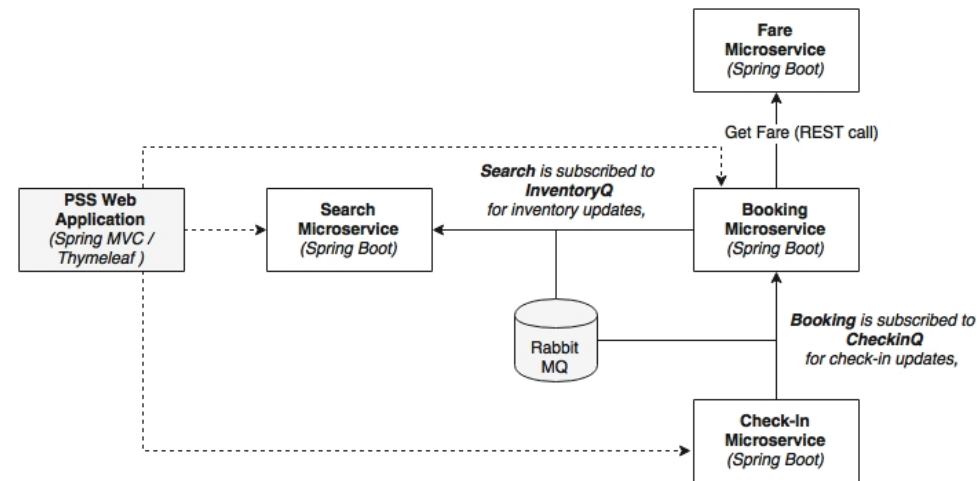 Fare
Microservice
(Spring Boot)
Get Fare (REST call)
Search is subscribed to
InventoryQ
for inventory updates,
PSS Web
Application
(Spring MVC /
Thymeleaf )
Search
Microservice
(Spring Boot)
Booking
Microservice
(Spring Boot)
Booking is subscribed to
CheckinQ
for check-in updates,
Rabbit
MQ
Check-In
Microservice
(Spring Boot)